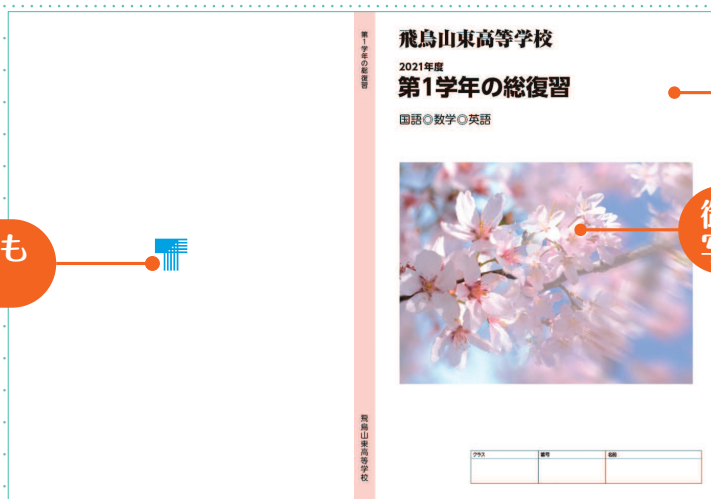 第1学年の総復習
飛鳥山東高等学校
飛鳥山東高等学校
2021年度
第1学年の総復習
国語◎数学◎英語
も
クラス
番号
名前